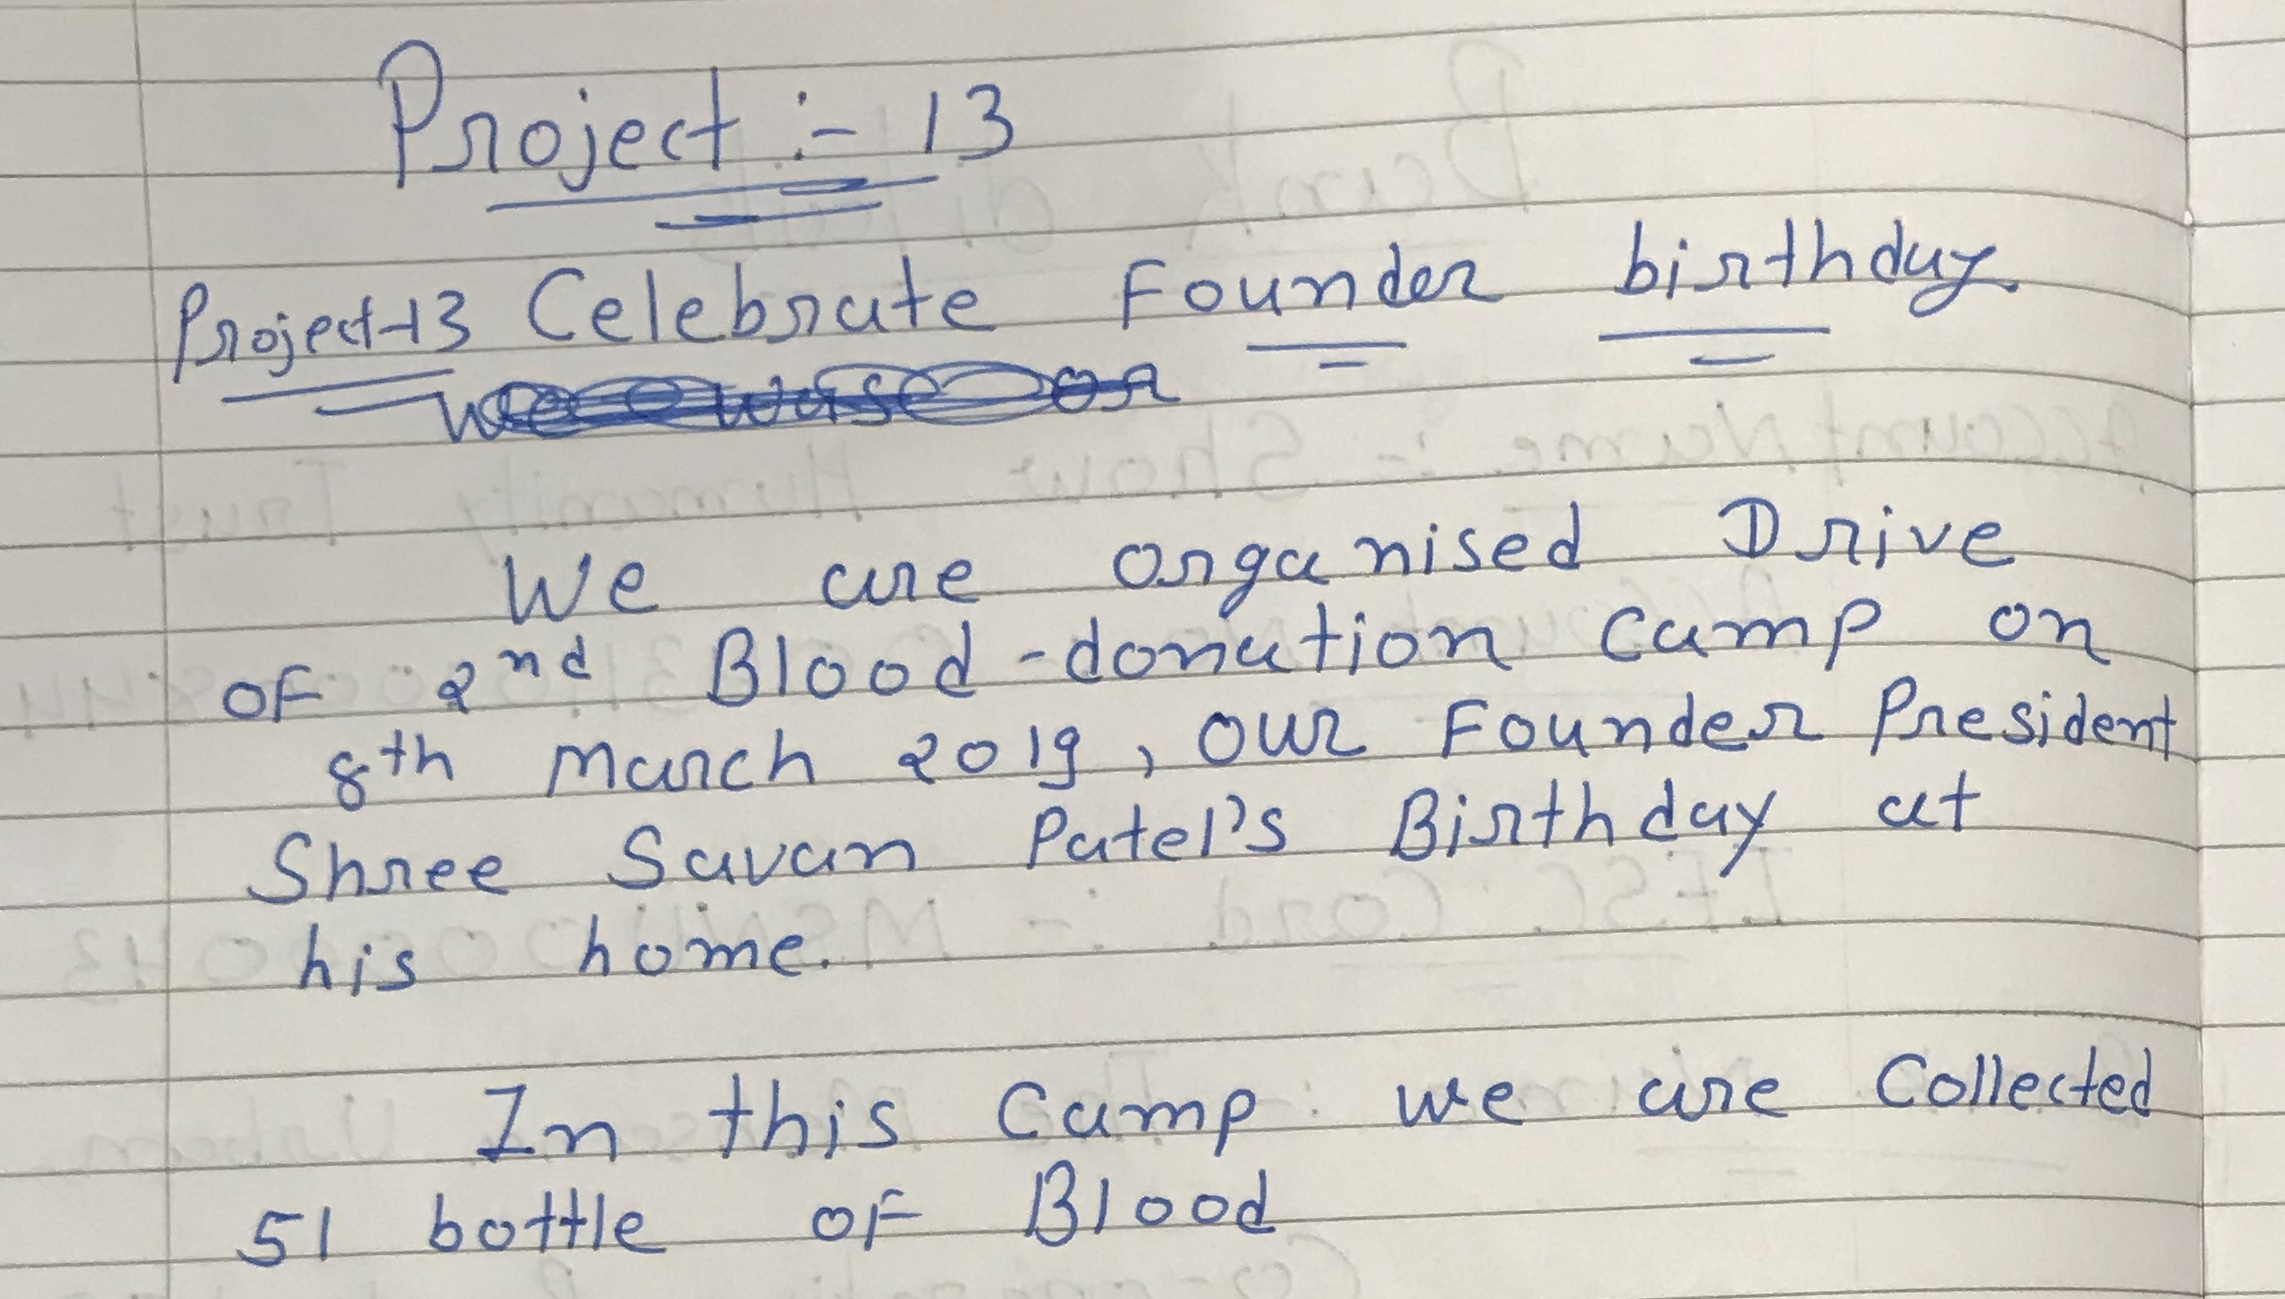 Project :- 13
Project-13 Celebrate Founder birthday
We are organised Drive
OF 2nd Blood-donation Camp on
8th March 2019, our Founder President
Shree Savan Patel's Birthday at
his home.
In this Camp we are Collected
51 bottle of Blood